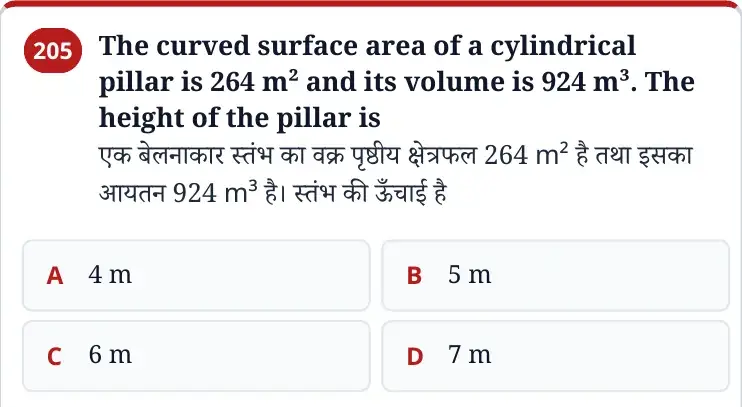 205 The curved surface area of a cylindrical
pillar is 264 m² and its volume is 924 m³. The
height of the pillar is
एक बेलनाकार स्तंभ का वक्र पृष्ठीय क्षेत्रफल 264 m² है तथा इसका
आयतन 924 m³ है। स्तंभ की ऊँचाई है
A 4 m B 5 m
C 6 m D 7 m